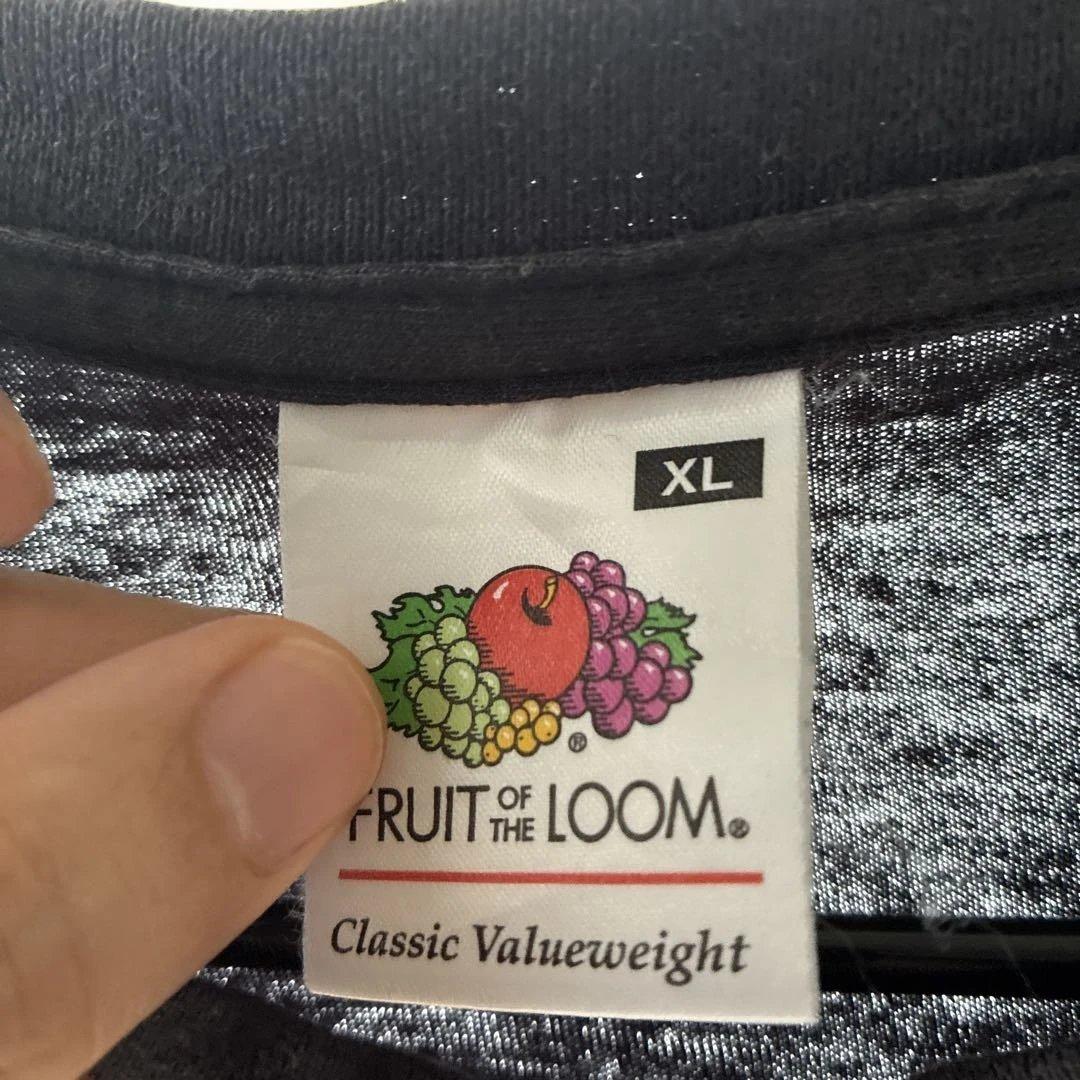 XL
®
FRUIT OF THE LOOM®
Classic Valueweight